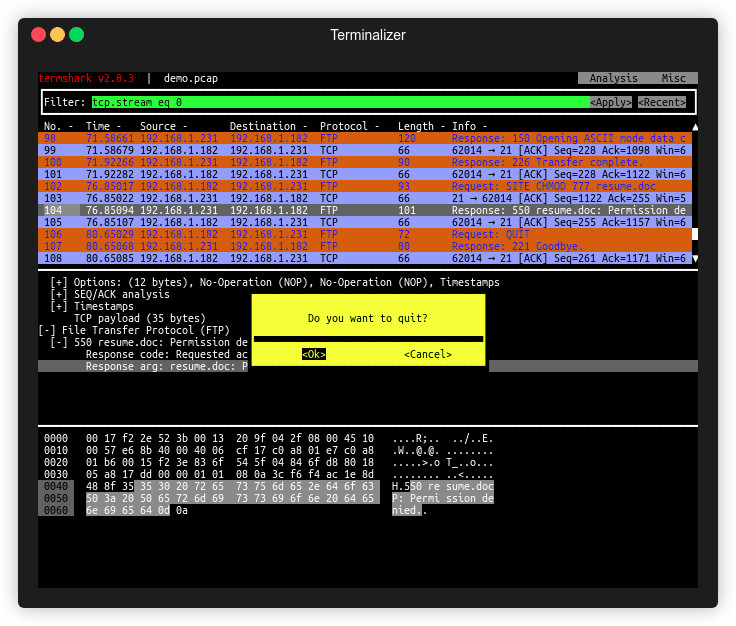 Terminalizer
termshark v2.0.3 | demo.pcap Analysis Misc
Filter: tcp.stream eq 0 <Apply> <Recent>
No. - Time - Source - Destination - Protocol - Length - Info -
98 71.58661 192.168.1.231 192.168.1.182 FTP 120 Response: 150 Opening ASCII mode data c
99 71.58679 192.168.1.182 192.168.1.231 TCP 66 62014 → 21 [ACK] Seq=228 Ack=1098 Win=6
100 71.92266 192.168.1.231 192.168.1.182 FTP 90 Response: 226 Transfer complete.
101 71.92282 192.168.1.182 192.168.1.231 TCP 66 62014 → 21 [ACK] Seq=228 Ack=1122 Win=6
102 76.85017 192.168.1.182 192.168.1.231 FTP 93 Request: SITE CHMOD 777 resume.doc
103 76.85022 192.168.1.231 192.168.1.182 TCP 66 21 → 62014 [ACK] Seq=1122 Ack=255 Win=5
104 76.85094 192.168.1.231 192.168.1.182 FTP 101 Response: 550 resume.doc: Permission de
105 76.85107 192.168.1.182 192.168.1.231 TCP 66 62014 → 21 [ACK] Seq=255 Ack=1157 Win=6
106 80.65029 192.168.1.182 192.168.1.231 FTP 72 Request: QUIT
107 80.65068 192.168.1.231 192.168.1.182 FTP 80 Response: 221 Goodbye.
108 80.65085 192.168.1.182 192.168.1.231 TCP 66 62014 → 21 [ACK] Seq=261 Ack=1171 Win=6
[+] Options: (12 bytes), No-Operation (NOP), No-Operation (NOP), Timestamps
[+] SEQ/ACK analysis
[+] Timestamps
TCP payload (35 bytes)
[-] File Transfer Protocol (FTP)
[-] 550 resume.doc: Permission de
Response code: Requested ac
Response arg: resume.doc: P
Do you want to quit?
<Ok> <Cancel>
0000 00 17 f2 2e 52 3b 00 13 20 9f 04 2f 08 00 45 10 ....R;.. ../..E.
0010 00 57 e6 8b 40 00 40 06 cf 17 c0 a8 01 e7 c0 a8 .W..@.@. ........
0020 01 b6 00 15 f2 3e 83 6f 54 5f 04 84 6f d8 80 18 .....>.o T_..o...
0030 05 a8 17 dd 00 00 01 01 08 0a 3c f6 f4 ac 1e 8d ........ ..<.....
0040 48 8f 35 35 30 20 72 65 73 75 6d 65 2e 64 6f 63 H.550 re sume.doc
0050 50 3a 20 50 65 72 6d 69 73 73 69 6f 6e 20 64 65 P: Permi ssion de
0060 6e 69 65 64 0d 0a nied..